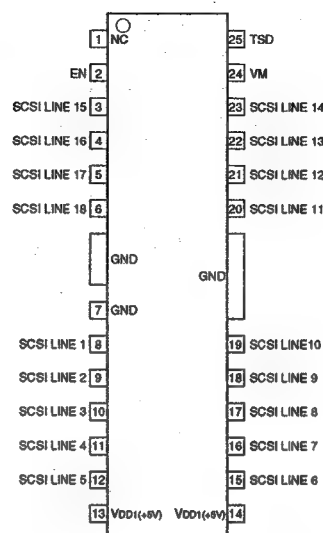 1 NC 25 TSD
EN 2 24 VM
SCSI LINE 15 3 23 SCSI LINE 14
SCSI LINE 16 4 22 SCSI LINE 13
SCSI LINE 17 5 21 SCSI LINE 12
SCSI LINE 18 6 20 SCSI LINE 11
GND
GND
7 GND
SCSI LINE 1 8 19 SCSI LINE10
SCSI LINE 2 9 18 SCSI LINE 9
SCSI LINE 3 10 17 SCSI LINE 8
SCSI LINE 4 11 16 SCSI LINE 7
SCSI LINE 5 12 15 SCSI LINE 6
13 VDD1(+5V) VDD1(+5V) 14